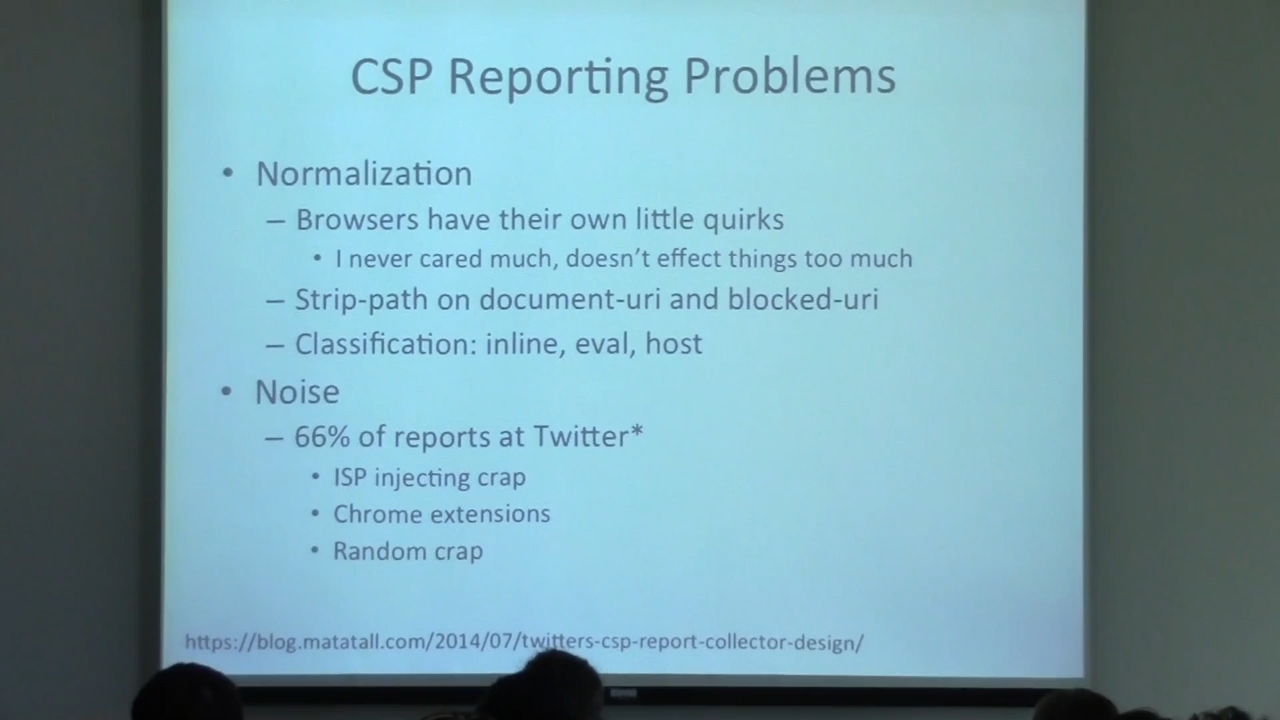 CSP Reporting Problems
• Normalization
– Browsers have their own little quirks
• I never cared much, doesn't effect things too much
– Strip-path on document-uri and blocked-uri
– Classification: inline, eval, host
• Noise
– 66% of reports at Twitter*
• ISP injecting crap
• Chrome extensions
• Random crap
https://blog.matatall.com/2014/07/twitters-csp-report-collector-design/